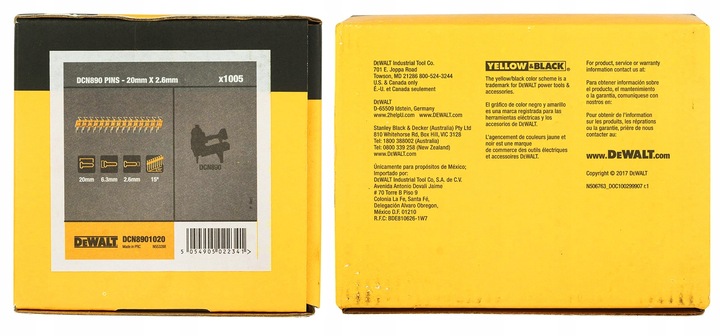 DCN890 PINS - 20mm X 2.6mm x1005
DCN890
20mm 6.3mm 2.6mm 15°
DEWALT
DCN8901020
Made in PRC
5 054905 022341 >
DEWALT Industrial Tool Co.
701 E. Joppa Road
Towson, MD 21286 800-524-3244
U.S. & Canada only
É.-U. et Canada seulement
DEWALT
D-65509 Idstein, Germany
www.2helpU.com www.DEWALT.com
Stanley Black & Decker (Australia) Pty Ltd
810 Whitehorse Rd, Box Hill, VIC 3128
Tel: 1800 388002 (Australia)
Tel: 0800 339 258 (New Zealand)
www.DEWALT.com
Únicamente para propósitos de México;
Importado por:
DEWALT Industrial Tool Co, S.A. de C.V.
Avenida Antonio Dovali Jaime
# 70 Torre B Piso 9
Colonia La Fe, Santa Fé,
Delegación Alvaro Obregon,
México D.F. 01210
R.F.C: BDE810626-1W7
YELLOW & BLACK ®
The yellow/black color scheme is a
trademark for DEWALT power tools &
accessories.
El gráfico de color negro y amarillo
es una marca registrada para las
herramientas eléctricas y los
accesorios de DEWALT.
L'agencement de couleurs jaune et
noir est une marque
de commerce des outils électriques
et accessoires DEWALT.
For product, service or warranty
information contact us at:
Para obtener información sobre
el producto, el mantenimiento
o la garantía, comuníquese con
nostros en:
Pour obtenir de l'information
sur les produits, les réprations
ou la garantie, prière de nous
contacter au:
www.DEWALT.com
Copyright © 2017 DEWALT
NS06763_DOC100299907 r.1